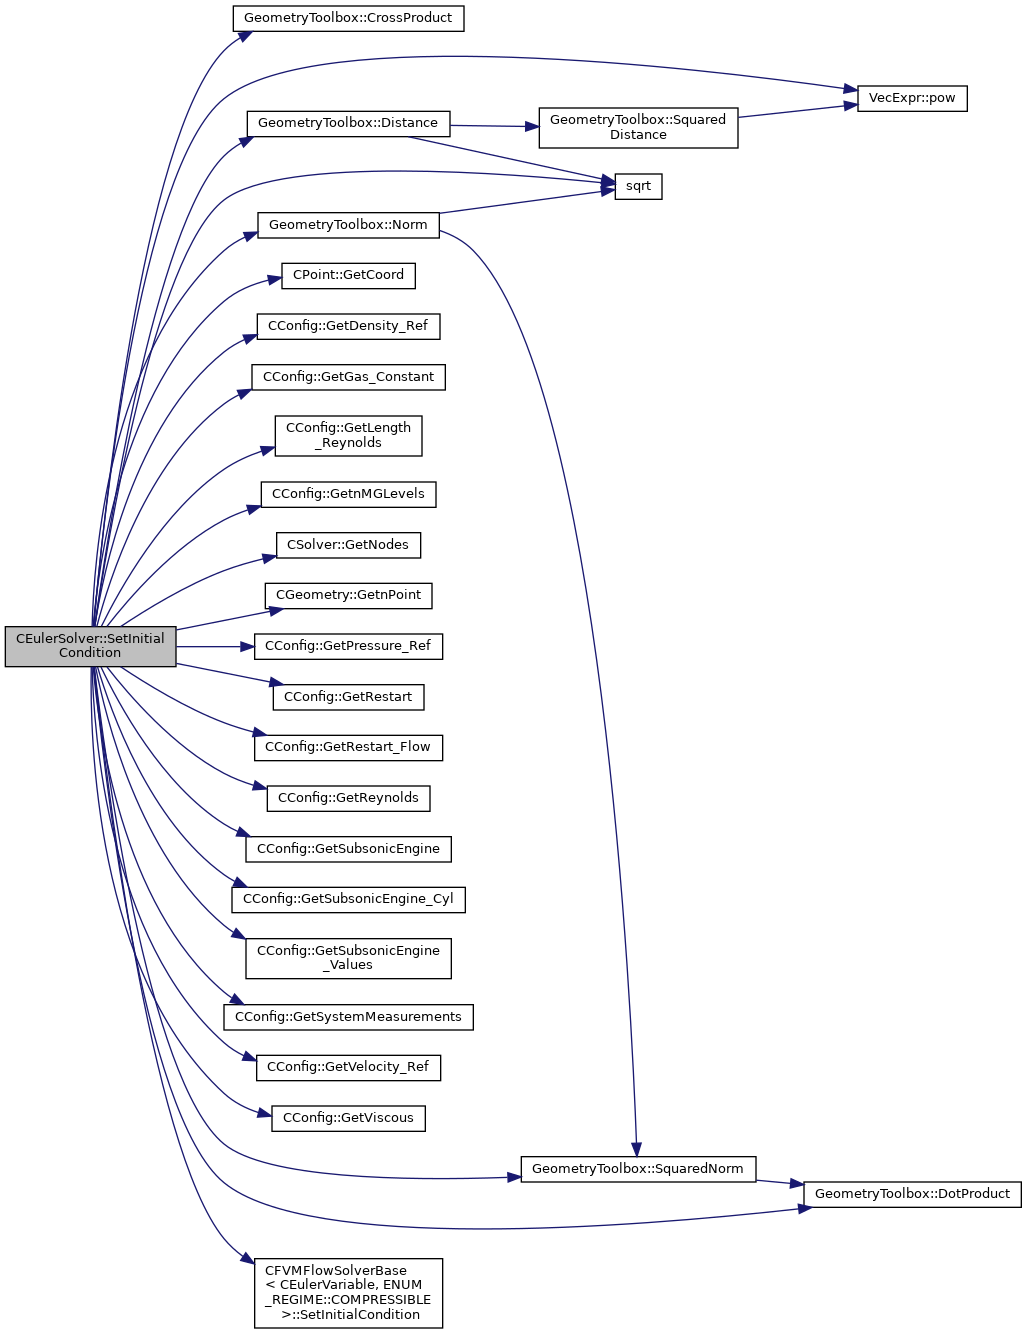 GeometryToolbox::CrossProduct
VecExpr::pow
GeometryToolbox::Distance
GeometryToolbox::Squared
Distance
sqrt
GeometryToolbox::Norm
CPoint::GetCoord
CConfig::GetDensity_Ref
CConfig::GetGas_Constant
CConfig::GetLength
_Reynolds
CConfig::GetnMGLevels
CSolver::GetNodes
CGeometry::GetnPoint
CEulerSolver::SetInitial
Condition
CConfig::GetPressure_Ref
CConfig::GetRestart
CConfig::GetRestart_Flow
CConfig::GetReynolds
CConfig::GetSubsonicEngine
CConfig::GetSubsonicEngine_Cyl
CConfig::GetSubsonicEngine
_Values
CConfig::GetSystemMeasurements
CConfig::GetVelocity_Ref
CConfig::GetViscous
GeometryToolbox::SquaredNorm
GeometryToolbox::DotProduct
CFVMFlowSolverBase
< CEulerVariable, ENUM
_REGIME::COMPRESSIBLE
>::SetInitialCondition